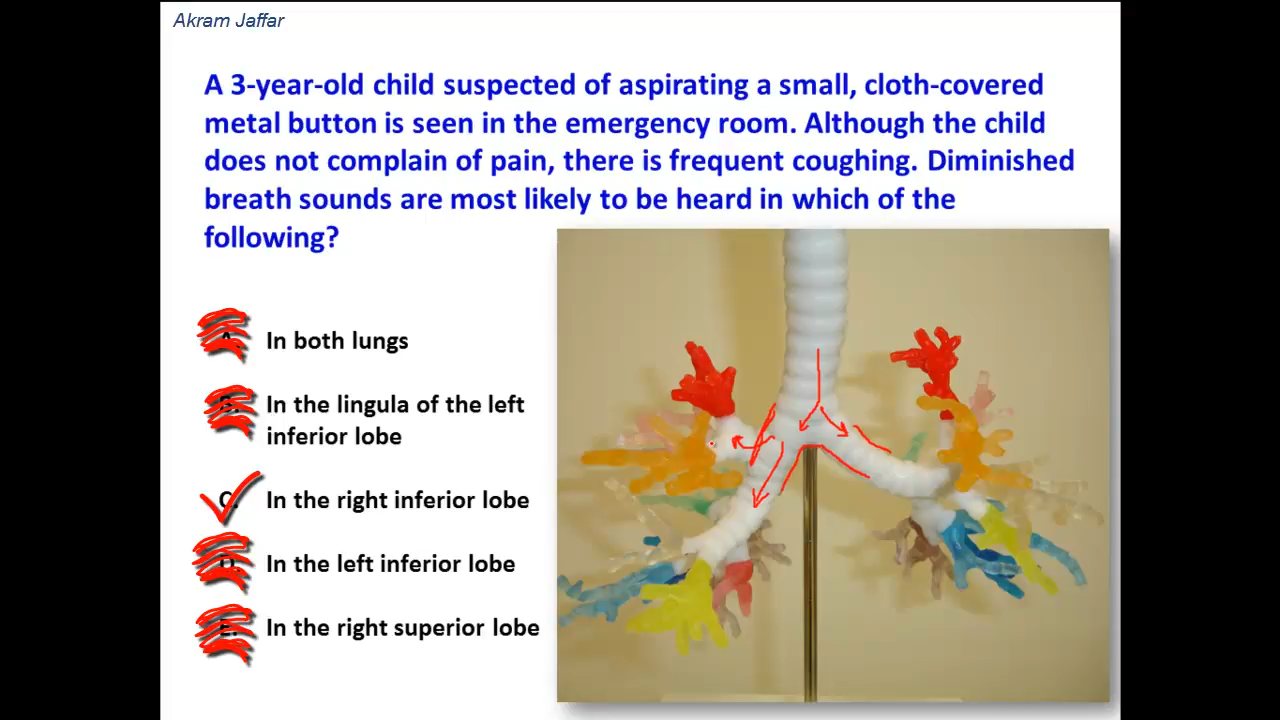 Akram Jaffar
A 3-year-old child suspected of aspirating a small, cloth-covered
metal button is seen in the emergency room. Although the child
does not complain of pain, there is frequent coughing. Diminished
breath sounds are most likely to be heard in which of the
following?
In both lungs
In the lingula of the left
inferior lobe
In the right inferior lobe
In the left inferior lobe
In the right superior lobe